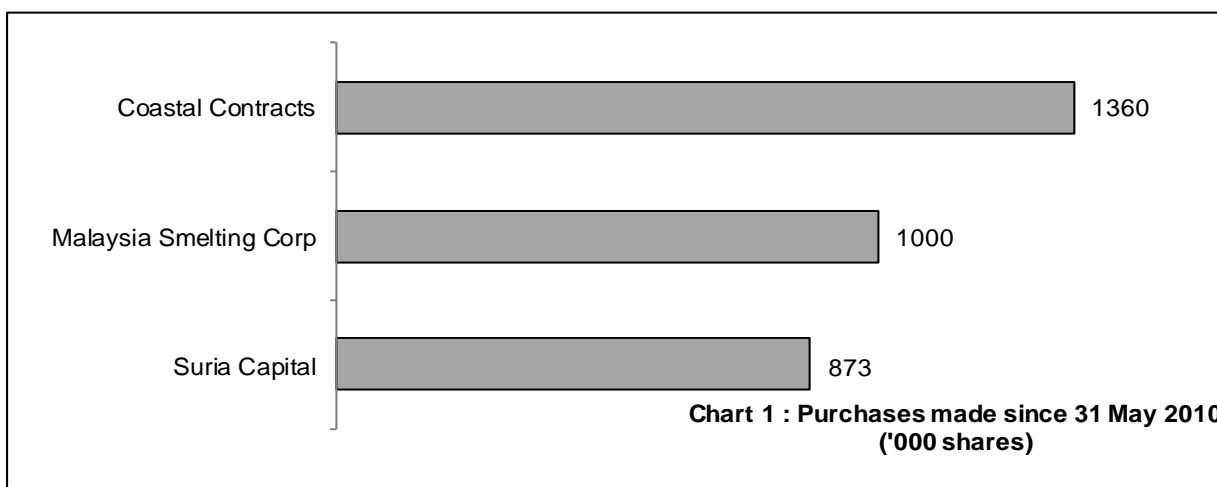 Coastal Contracts
1360
Malaysia Smelting Corp
1000
Suria Capital
873
Chart 1 : Purchases made since 31 May 2010
('000 shares)